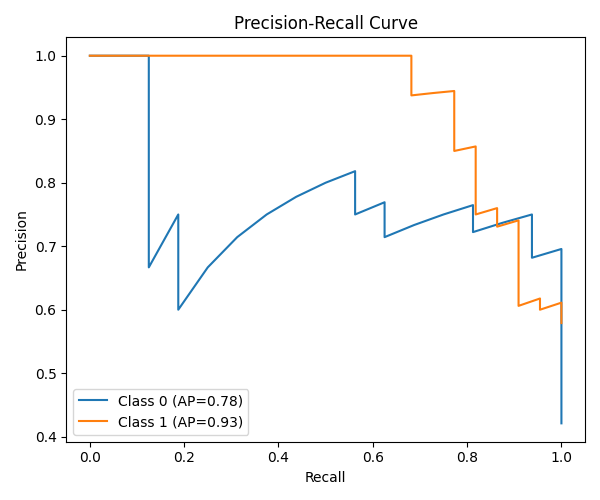 Precision-Recall Curve
1.0
0.9
0.8
0.7
0.6
0.5
0.4
Precision
Class 0 (AP=0.78)
Class 1 (AP=0.93)
0.0 0.2 0.4 0.6 0.8 1.0
Recall